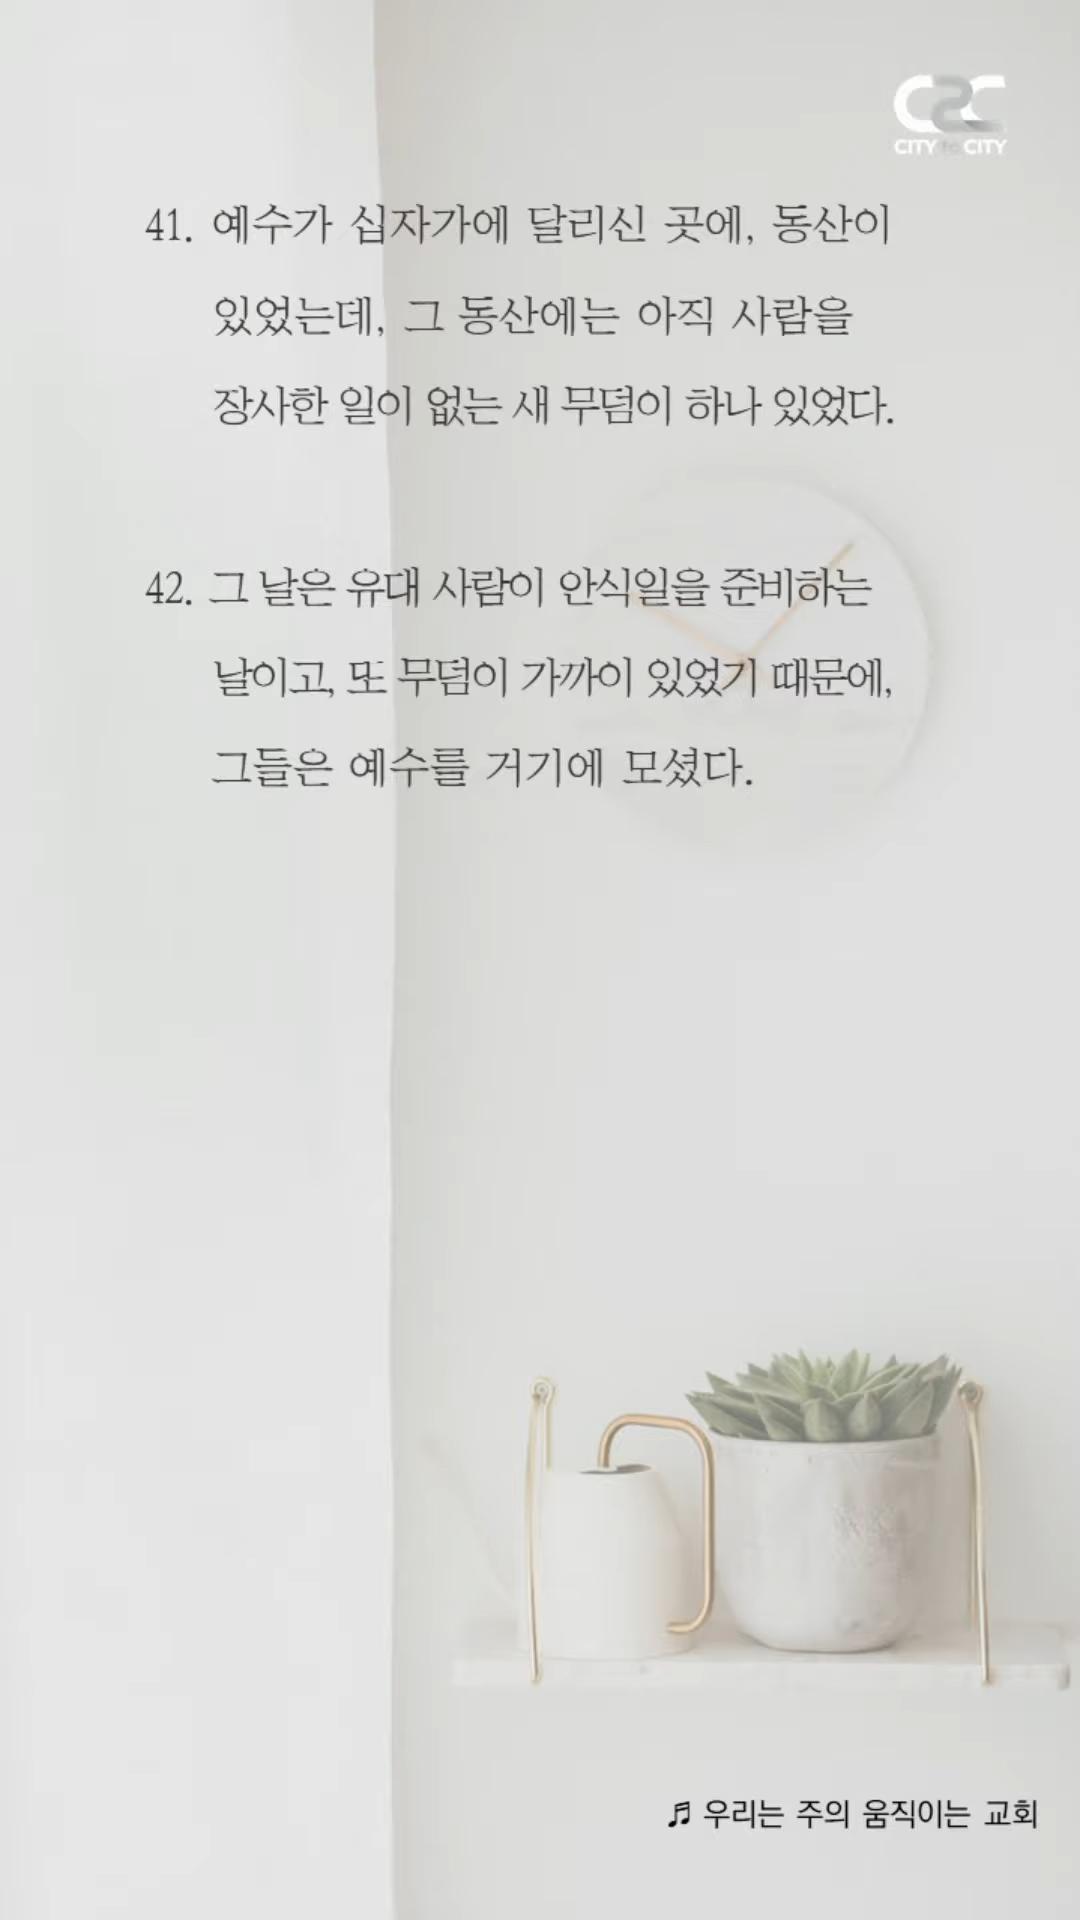 C2C
CITY to CITY
41. 예수가 십자가에 달리신 곳에, 동산이
있었는데, 그 동산에는 아직 사람을
장사한 일이 없는 새 무덤이 하나 있었다.
42. 그 날은 유대 사람이 안식일을 준비하는
날이고, 또 무덤이 가까이 있었기 때문에,
그들은 예수를 거기에 모셨다.
♬ 우리는 주의 움직이는 교회